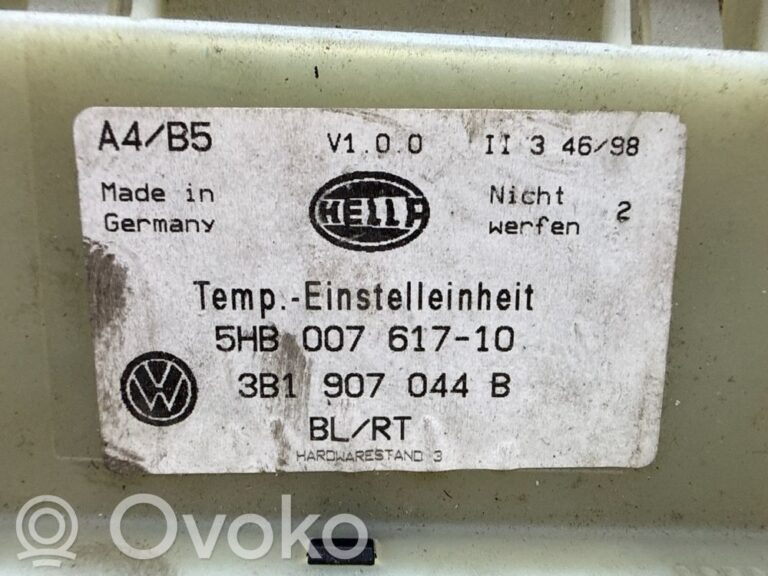 A4/B5 V1.0.0 II 3 46/98
Made in Germany
HELLA
Nicht werfen 2
Temp.-Einstelleinheit
5HB 007 617-10
VW
3B1 907 044 B
BL/RT
HARDWARESTAND 3
Ovoko